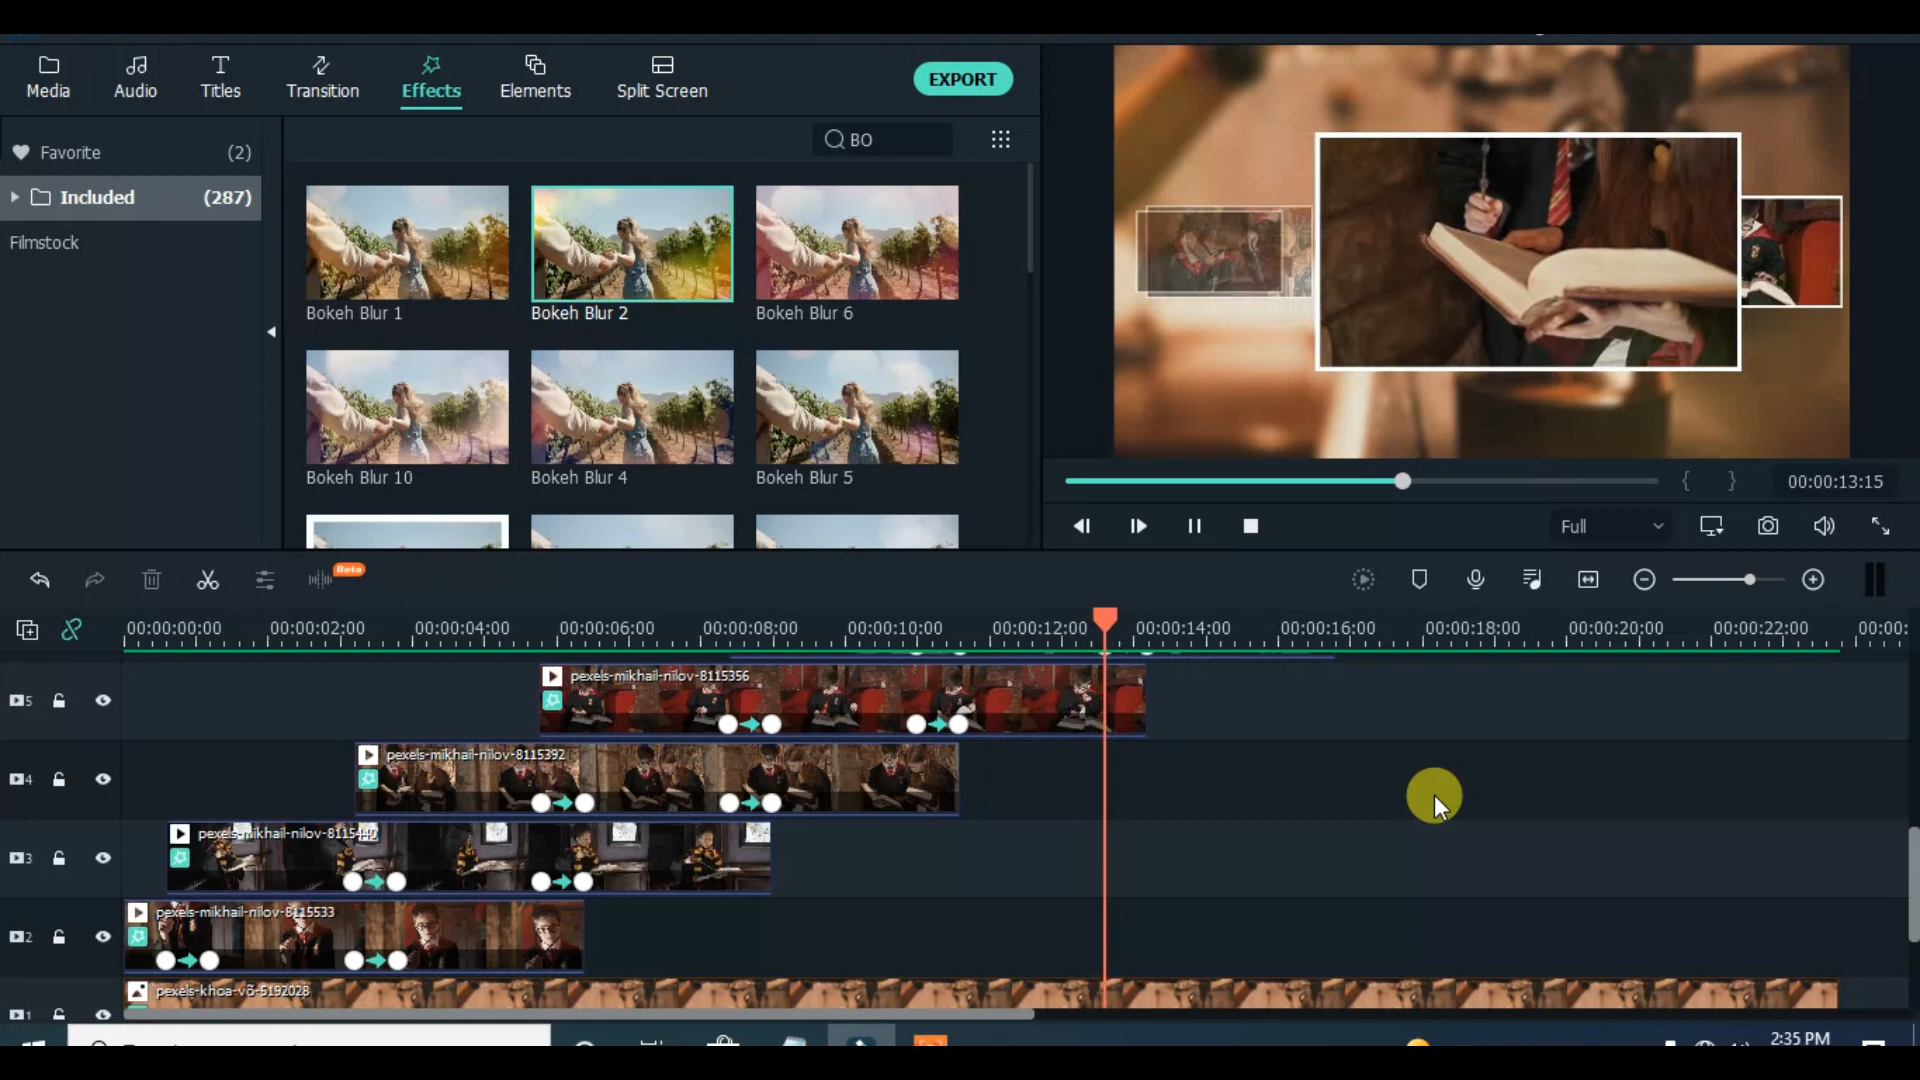 Media
Audio
Titles
Transition
Effects
Elements
Split Screen
EXPORT
Favorite (2)
Included (287)
Filmstock
BO
Bokeh Blur 1
Bokeh Blur 2
Bokeh Blur 6
Bokeh Blur 10
Bokeh Blur 4
Bokeh Blur 5
{ }
00:00:13:15
Full
Beta
00:00:00:00 00:00:02:00 00:00:04:00 00:00:06:00 00:00:08:00 00:00:10:00 00:00:12:00 00:00:14:00 00:00:16:00 00:00:18:00 00:00:20:00 00:00:22:00 00:00:
5
pexels-mikhail-nilov-8115356
4
pexels-mikhail-nilov-8115392
3
pexels-mikhail-nilov-8115440
2
pexels-mikhail-nilov-8115533
1
pexels-khoa-võ-5192028
2:35 PM